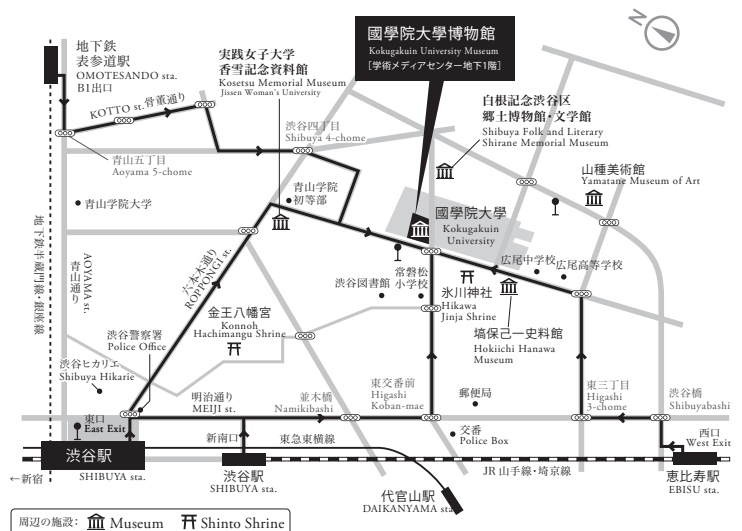 地下鉄
表参道駅
OMOTESANDO sta.
B1出口
KOTTO st. 骨董通り
実践女子大学
香雪記念資料館
Kosetsu Memorial Museum
Jissen Woman's University
國學院大學博物館
Kokugakuin University Museum
[学術メディアセンター地下1階]
N
白根記念渋谷区
郷土博物館・文学館
Shibuya Folk and Literary
Shirane Memorial Museum
渋谷四丁目
Shibuya 4-chome
青山五丁目
Aoyama 5-chome
山種美術館
Yamatane Museum of Art
青山学院大学
青山学院
初等部
國學院大學
Kokugakuin
University
地下鉄半蔵門線・銀座線
AOYAMA st.
青山通り
六本木通り
ROPPONGI st.
広尾中学校
広尾高等学校
渋谷図書館
常磐松
小学校
氷川神社
Hikawa
Jinja Shrine
塙保己一史料館
Hokiichi Hanawa
Museum
金王八幡宮
Konnoh
Hachimangu Shrine
渋谷警察署
Police Office
渋谷ヒカリエ
Shibuya Hikarie
明治通り
MEIJI st.
並木橋
Namikibashi
東交番前
Higashi
Koban-mae
郵便局
東三丁目
Higashi
3-chome
渋谷橋
Shibuyabashi
東口
East Exit
新南口
東急東横線
交番
Police Box
西口
West Exit
渋谷駅
SHIBUYA sta.
渋谷駅
SHIBUYA sta.
JR 山手線・埼京線
恵比寿駅
EBISU sta.
←新宿
代官山駅
DAIKANYAMA sta.
周辺の施設: Museum Shinto Shrine